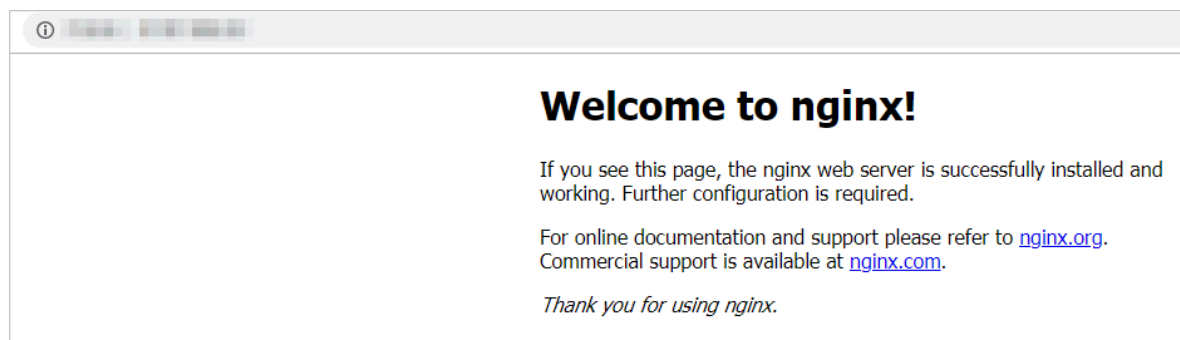 Welcome to nginx!
If you see this page, the nginx web server is successfully installed and
working. Further configuration is required.
For online documentation and support please refer to nginx.org.
Commercial support is available at nginx.com.
Thank you for using nginx.